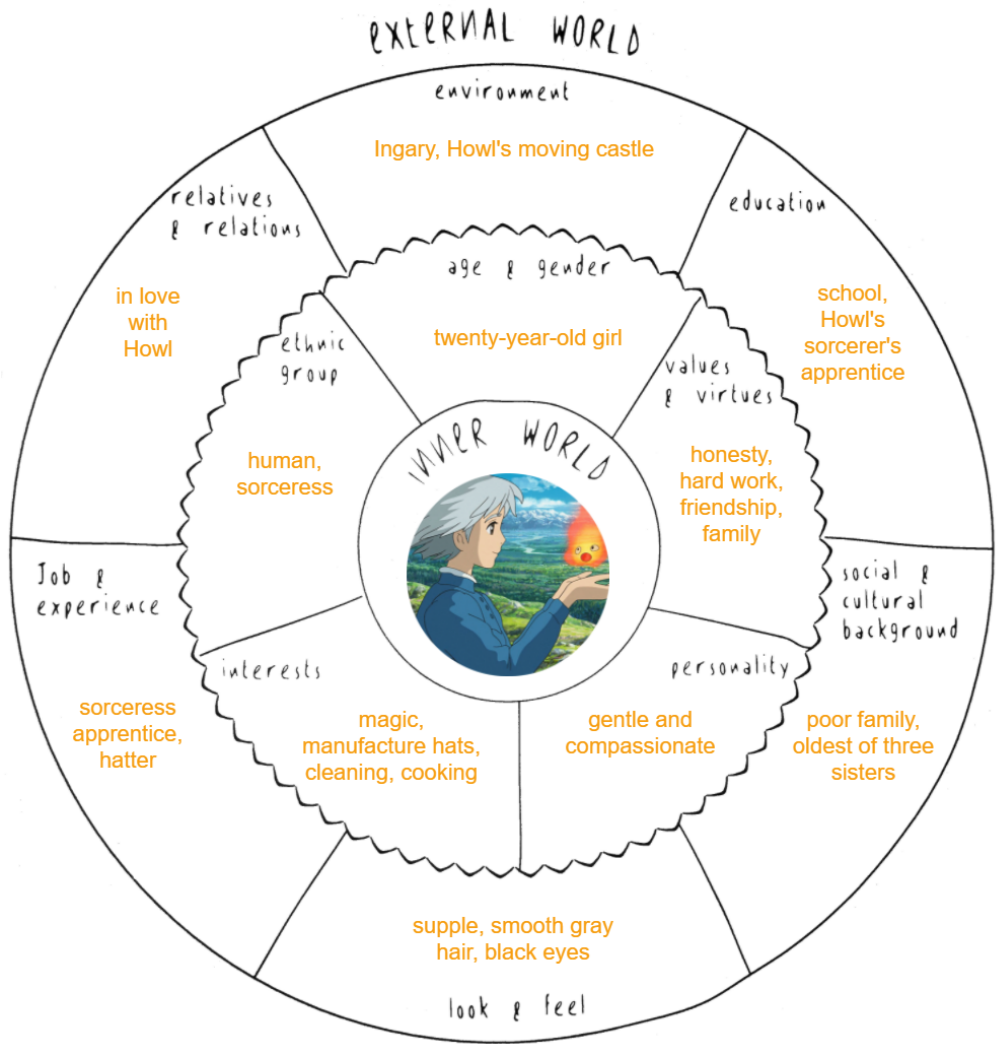 external world
environment
Ingary, Howl's moving castle
relatives
& relations
in love
with
Howl
education
school,
Howl's
sorcerer's
apprentice
age & gender
twenty-year-old girl
ethnic
group
human,
sorceress
values
& virtues
honesty,
hard work,
friendship,
family
inner world
Job &
experience
sorceress
apprentice,
hatter
social &
cultural
background
poor family,
oldest of three
sisters
interests
magic,
manufacture hats,
cleaning, cooking
personality
gentle and
compassionate
supple, smooth gray
hair, black eyes
look & feel